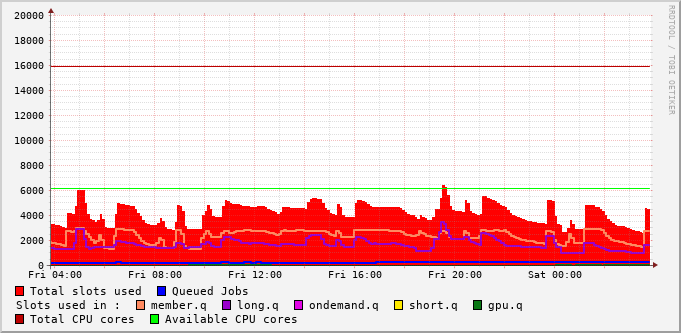 20000
18000
16000
14000
12000
10000
8000
6000
4000
2000
0
Fri 04:00 Fri 08:00 Fri 12:00 Fri 16:00 Fri 20:00 Sat 00:00
RRDTOOL / TOBI OETIKER
Total slots used Queued Jobs
Slots used in : member.q long.q ondemand.q short.q gpu.q
Total CPU cores Available CPU cores